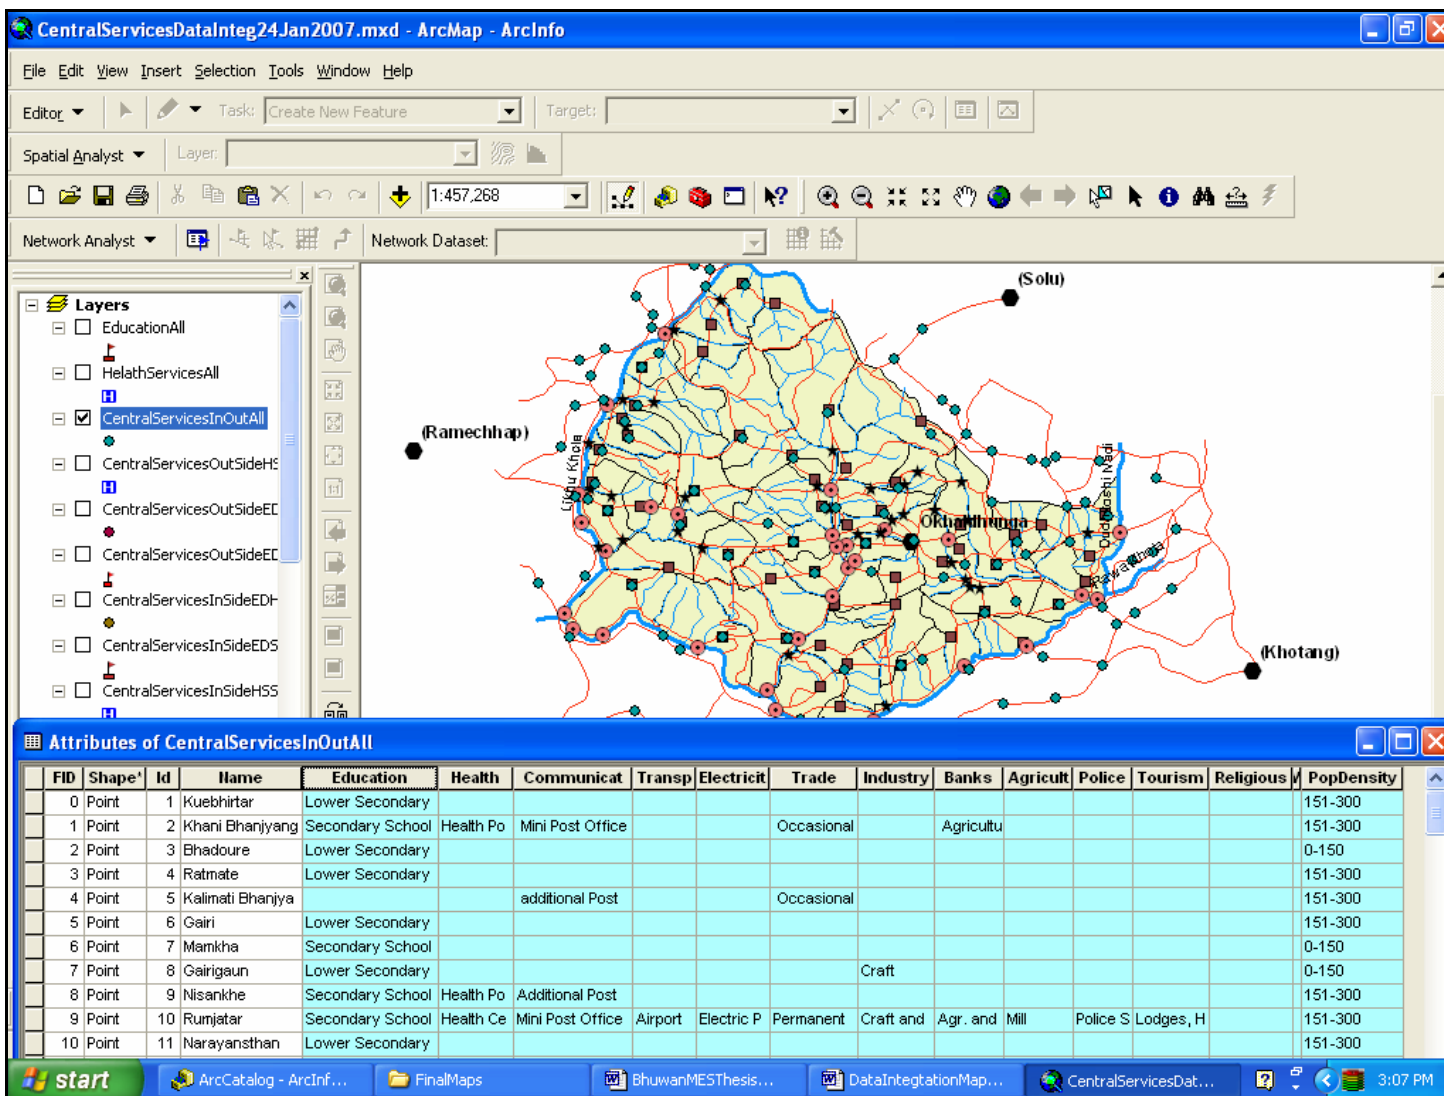 CentralServicesDataInteg24Jan2007.mxd - ArcMap - ArcInfo
File Edit View Insert Selection Tools Window Help
Editor Task: Create New Feature Target:
Spatial Analyst Layer:
1:457,268
Network Analyst Network Dataset:
Layers
EducationAll
HelathServicesAll
CentralServicesInOutAll
CentralServicesOutSideHS
CentralServicesOutSideED
CentralServicesOutSideED
CentralServicesInSideEDH
CentralServicesInSideEDS
CentralServicesInSideHSS
1:1
(Solu)
(Ramechhap)
Likhu Khola
Okhaldhunga
Dudhkoshi Nadi
(Khotang)
Attributes of CentralServicesInOutAll
FID Shape* Id Name Education Health Communicat Transp Electricit Trade Industry Banks Agricult Police Tourism Religious PopDensity
0 Point 1 Kuebhirtar Lower Secondary 151-300
1 Point 2 Khani Bhanjyang Secondary School Health Po Mini Post Office Occasional Agricultu 151-300
2 Point 3 Bhadoure Lower Secondary 0-150
3 Point 4 Ratmate Lower Secondary 151-300
4 Point 5 Kalimati Bhanjya additional Post Occasional 151-300
5 Point 6 Gairi Lower Secondary 151-300
6 Point 7 Mamkha Secondary School 0-150
7 Point 8 Gairigaun Lower Secondary Craft 0-150
8 Point 9 Nisankhe Secondary School Health Po Additional Post 151-300
9 Point 10 Rumjatar Secondary School Health Ce Mini Post Office Airport Electric P Permanent Craft and Agr. and Mill Police S Lodges, H 151-300
10 Point 11 Narayansthan Lower Secondary 151-300
start ArcCatalog - ArcInf... FinalMaps BhuwanMESThesis... DataIntegtationMap... CentralServicesDat... 3:07 PM